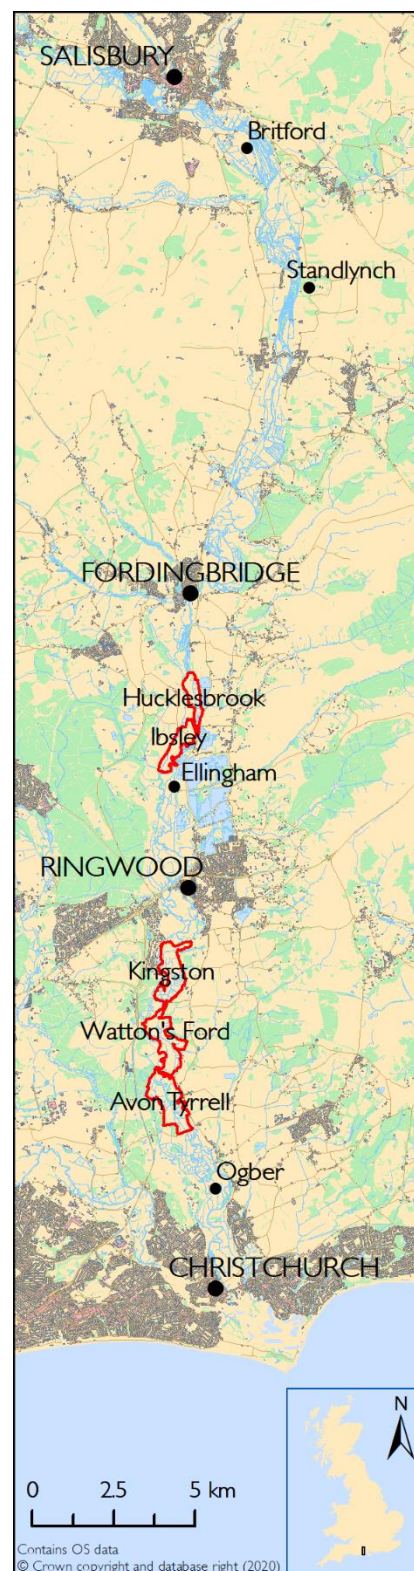 SALISBURY
Britford
Standlynch
FORDINGBRIDGE
Hucklesbrook
Ibsley
Ellingham
RINGWOOD
Kingston
Watton's Ford
Avon Tyrrell
Ogber
CHRISTCHURCH
N
0 2.5 5 km
Contains OS data
© Crown copyright and database right (2020)